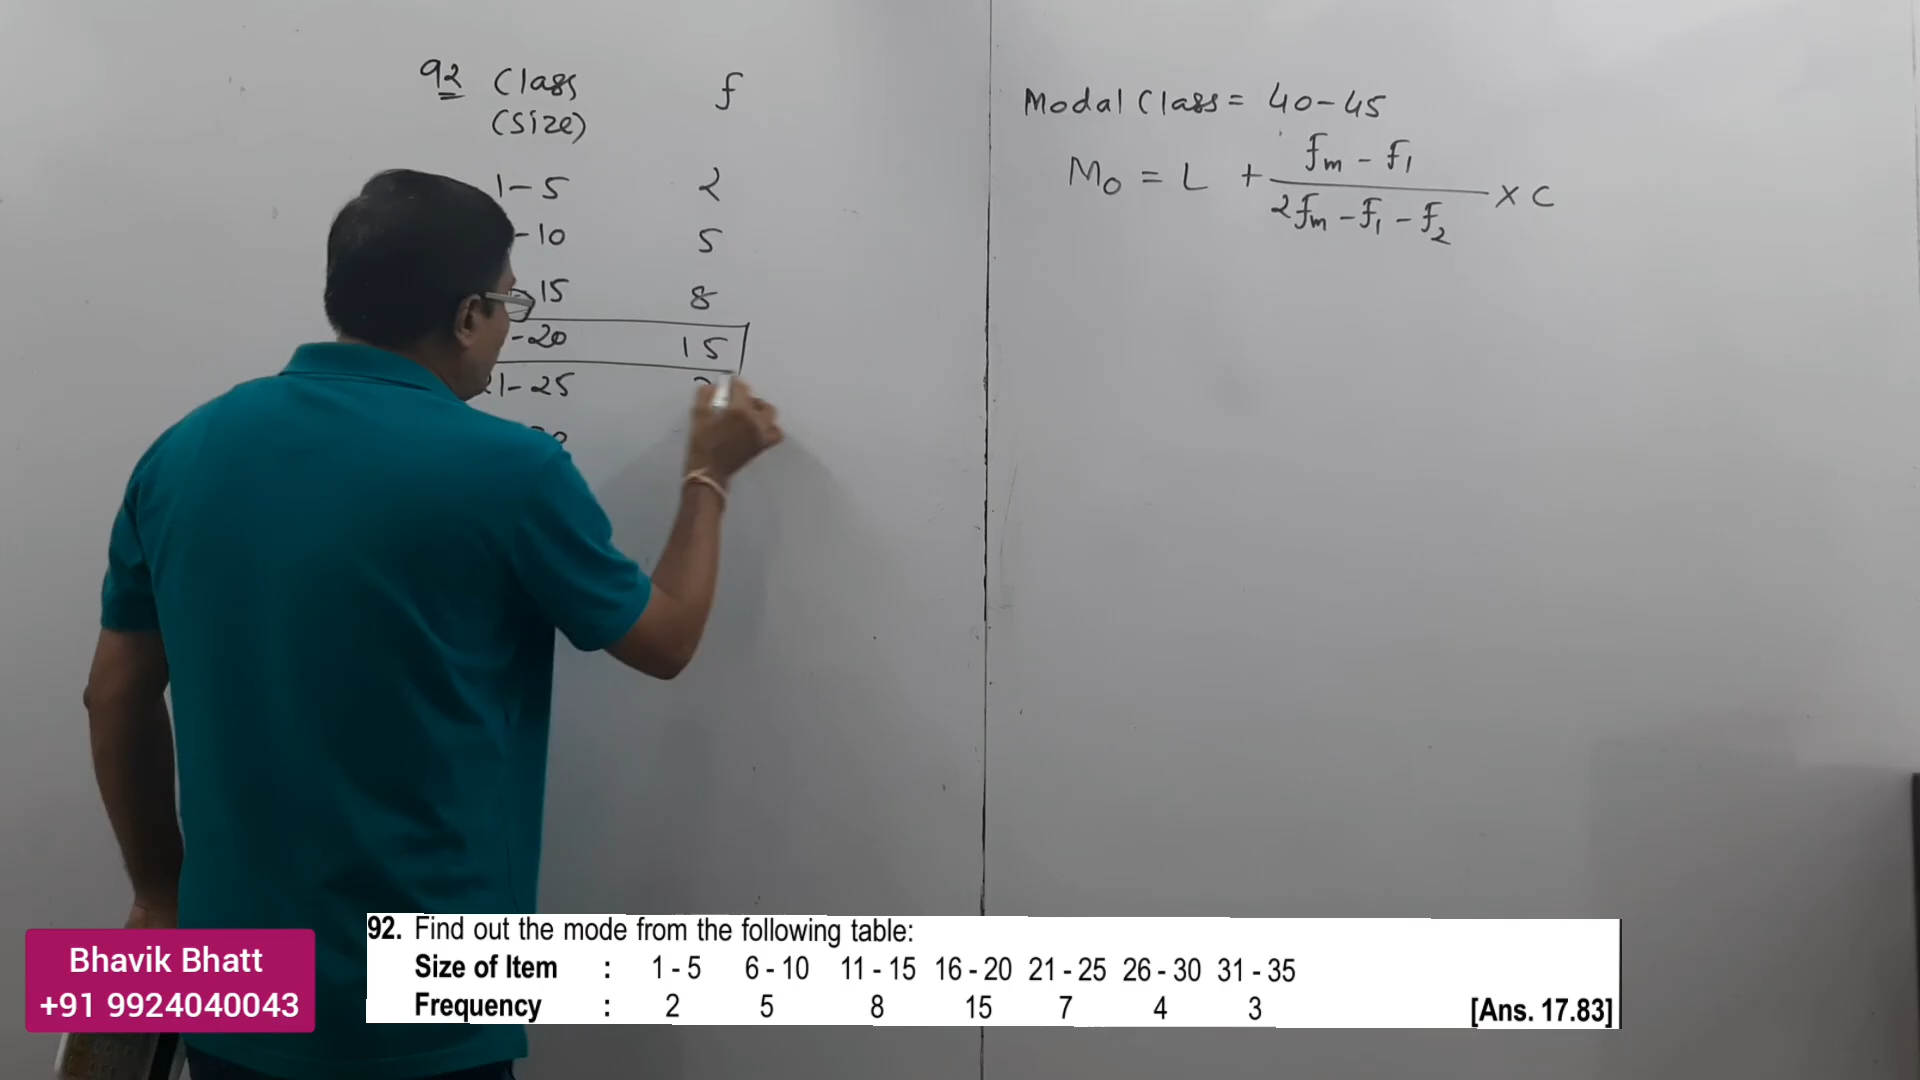 92 Class f
(Size)
1-5 2
-10 5
15 8
-20 15
21-25
Modal Class = 40-45
Mo = L + fm - f1 / 2fm - f1 - f2 × C
92. Find out the mode from the following table:
Size of Item : 1 - 5 6 - 10 11 - 15 16 - 20 21 - 25 26 - 30 31 - 35
Frequency : 2 5 8 15 7 4 3 [Ans. 17.83]
Bhavik Bhatt
+91 9924040043